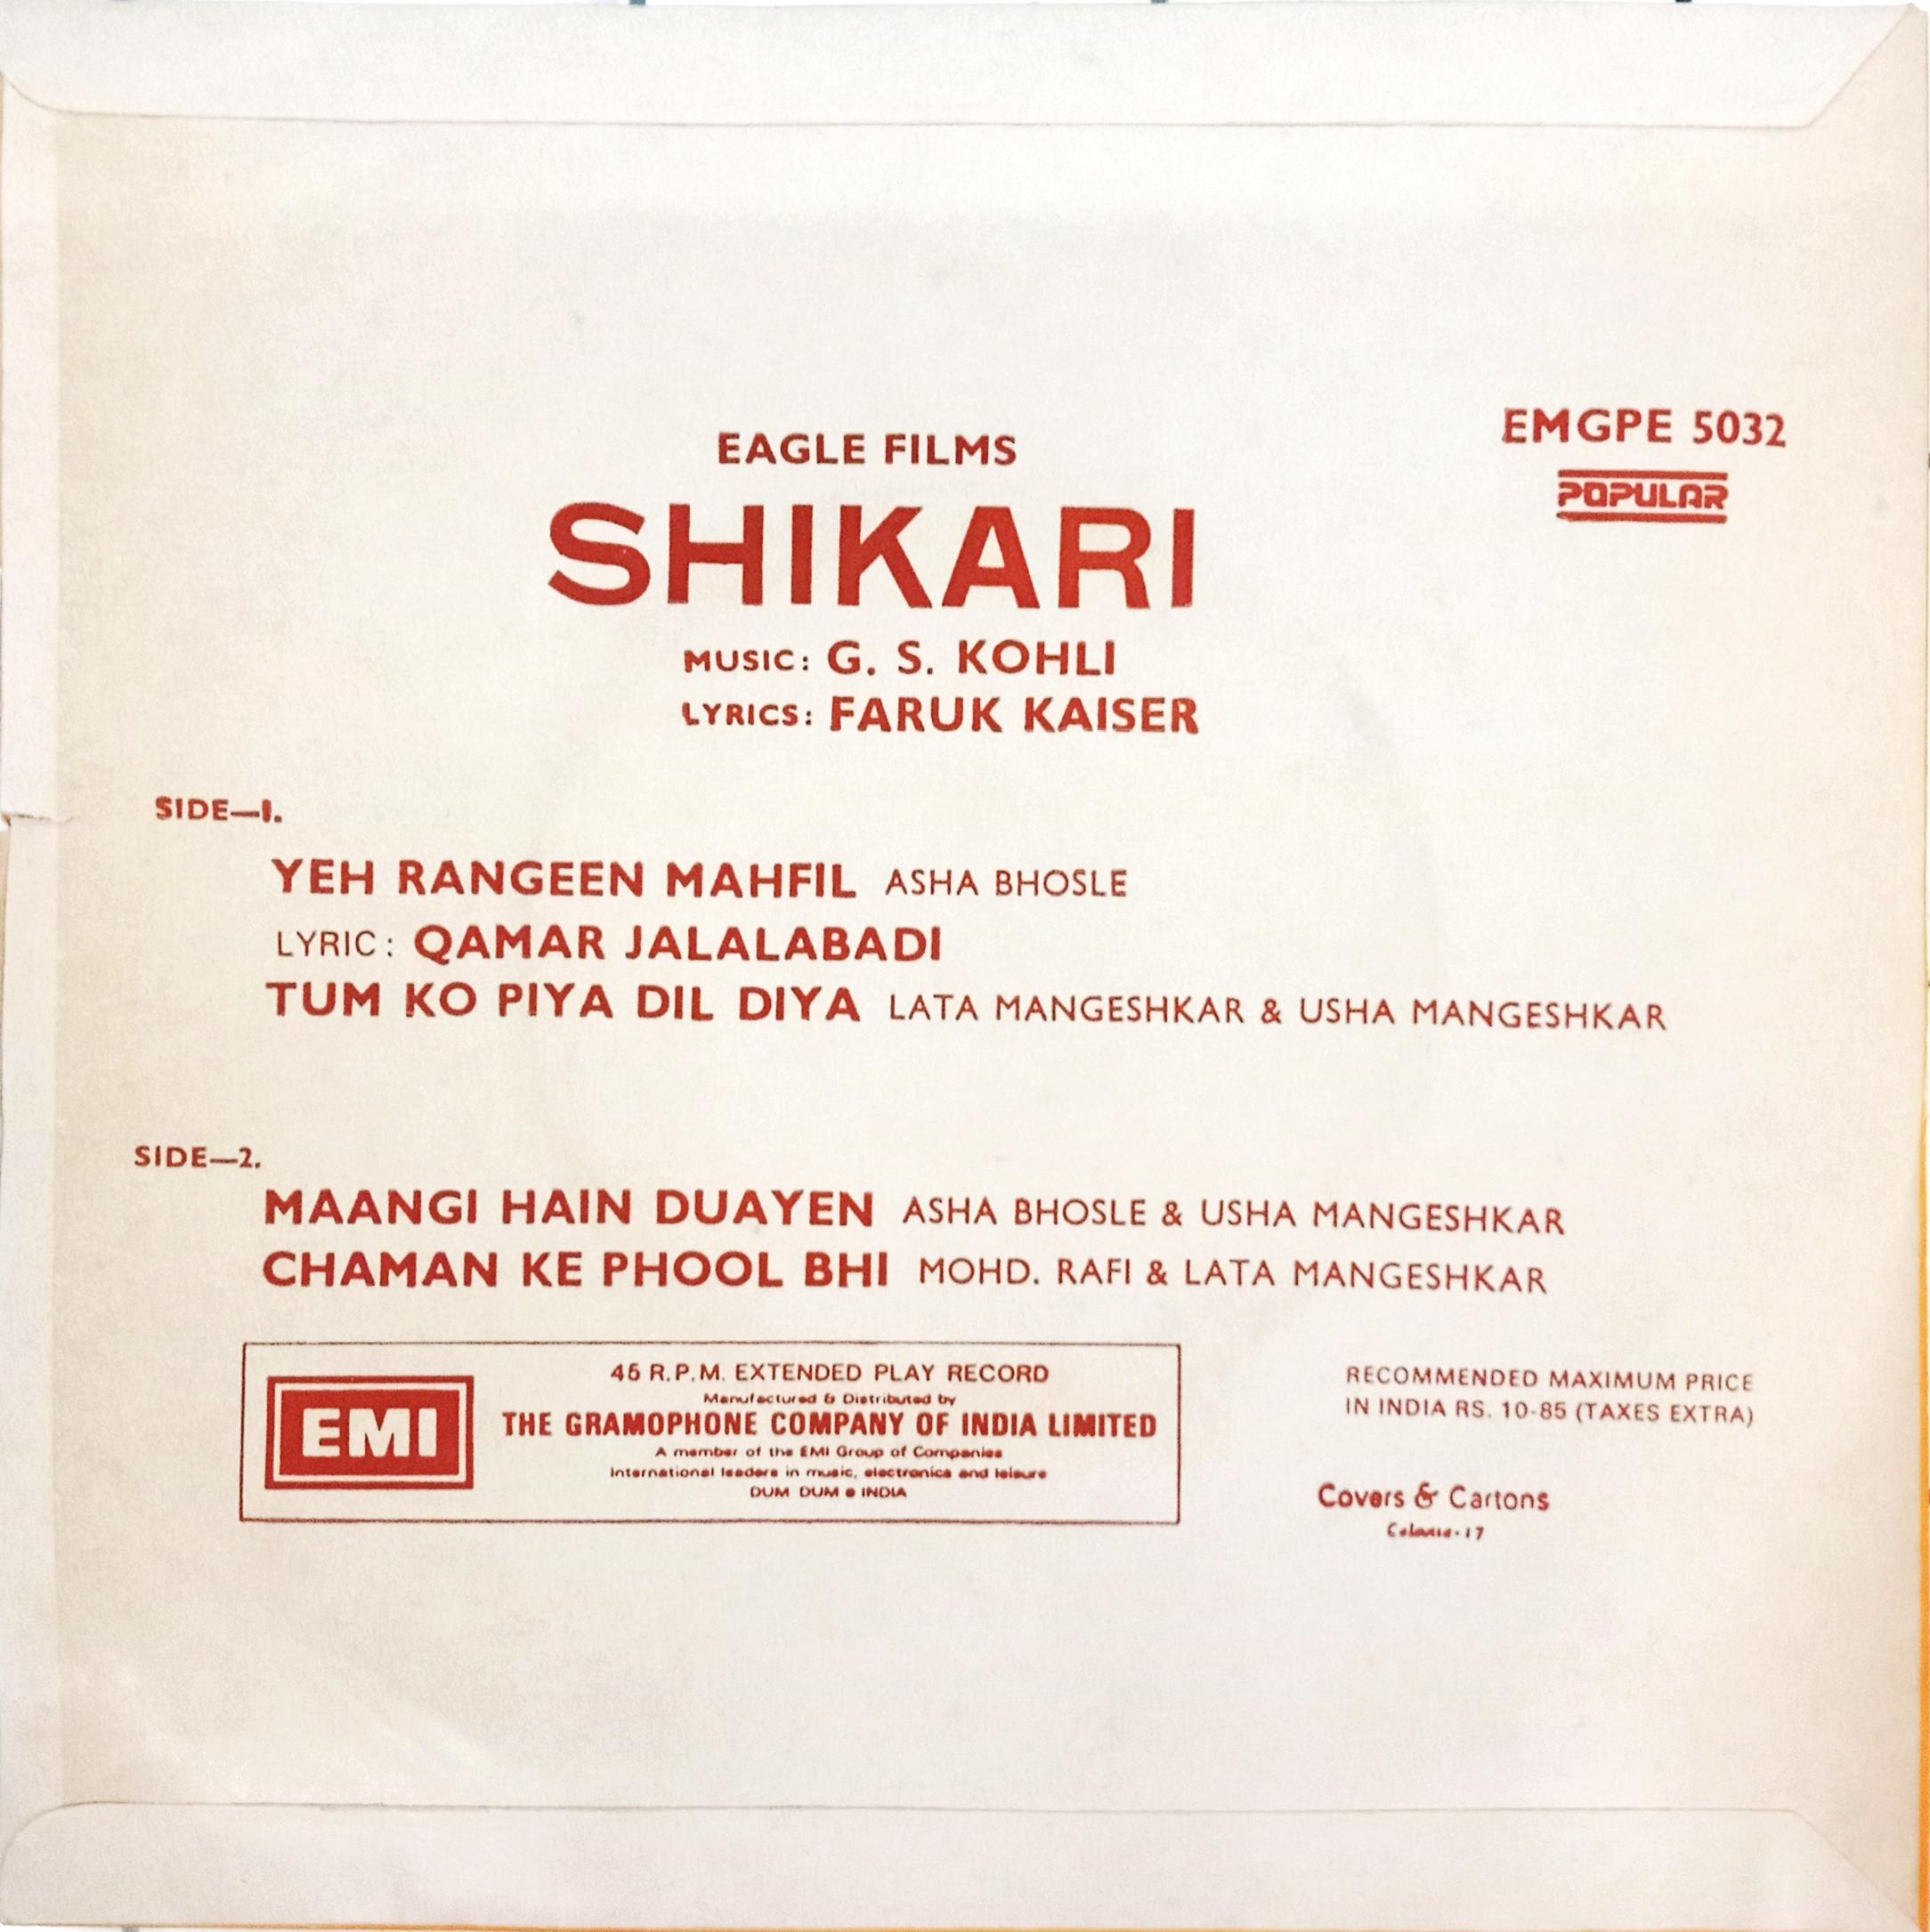 EAGLE FILMS
SHIKARI
MUSIC: G. S. KOHLI
LYRICS: FARUK KAISER
EMGPE 5032
POPULAR
SIDE—1.
YEH RANGEEN MAHFIL ASHA BHOSLE
LYRIC: QAMAR JALALABADI
TUM KO PIYA DIL DIYA LATA MANGESHKAR & USHA MANGESHKAR
SIDE—2.
MAANGI HAIN DUAYEN ASHA BHOSLE & USHA MANGESHKAR
CHAMAN KE PHOOL BHI MOHD. RAFI & LATA MANGESHKAR
EMI
45 R.P.M. EXTENDED PLAY RECORD
Manufactured & Distributed by
THE GRAMOPHONE COMPANY OF INDIA LIMITED
A member of the EMI Group of Companies
International leaders in music, electronics and leisure
DUM DUM ● INDIA
RECOMMENDED MAXIMUM PRICE
IN INDIA RS. 10-85 (TAXES EXTRA)
Covers & Cartons
17